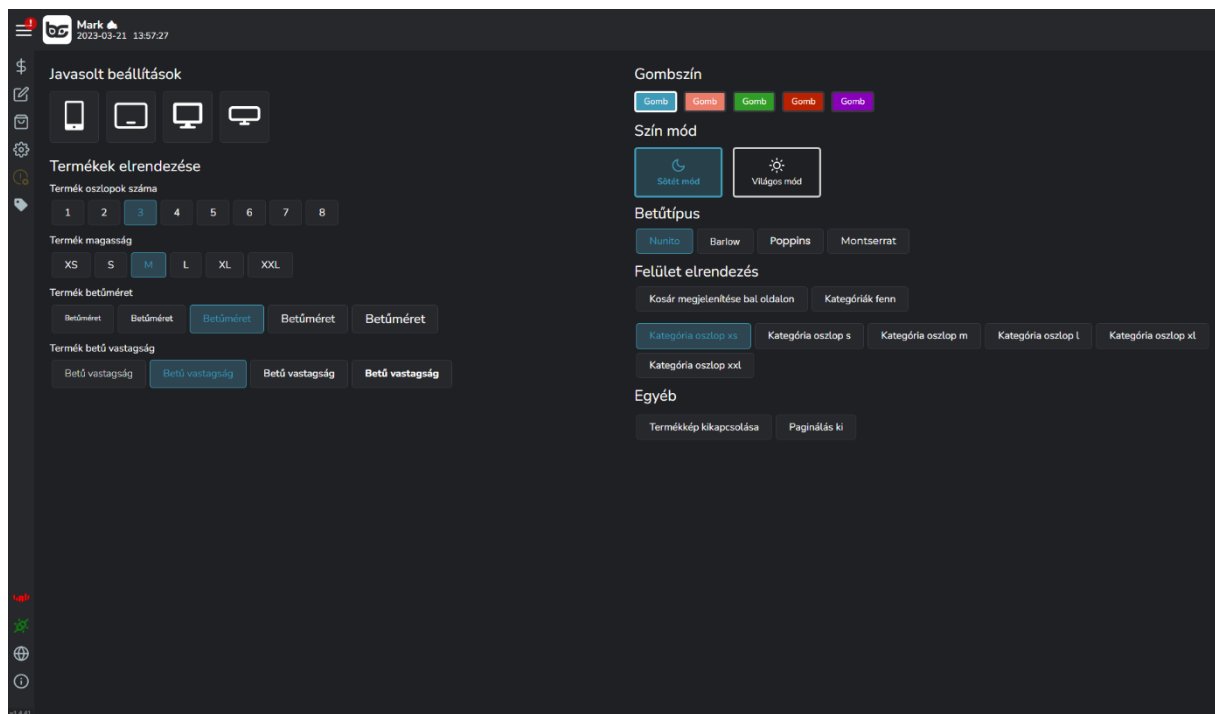 Mark
2023-03-21 13:57:27
Javasolt beállítások
Termékek elrendezése
Termék oszlopok száma
1 2 3 4 5 6 7 8
Termék magasság
XS S M L XL XXL
Termék betűméret
Betűméret Betűméret Betűméret Betűméret Betűméret
Termék betű vastagság
Betű vastagság Betű vastagság Betű vastagság Betű vastagság
Gombszín
Gomb Gomb Gomb Gomb Gomb
Szín mód
Sötét mód Világos mód
Betűtípus
Nunito Barlow Poppins Montserrat
Felület elrendezés
Kosár megjelenítése bal oldalon Kategóriák fenn
Kategória oszlop xs Kategória oszlop s Kategória oszlop m Kategória oszlop l Kategória oszlop xl
Kategória oszlop xxl
Egyéb
Termékkép kikapcsolása Paginálás ki